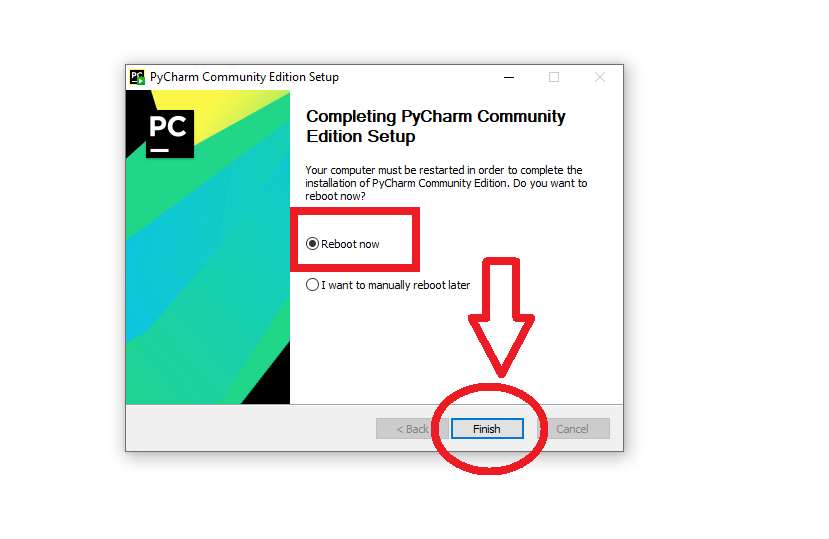 PC PyCharm Community Edition Setup
PC
Completing PyCharm Community
Edition Setup
Your computer must be restarted in order to complete the
installation of PyCharm Community Edition. Do you want to
reboot now?
Reboot now
I want to manually reboot later
< Back
Finish
Cancel